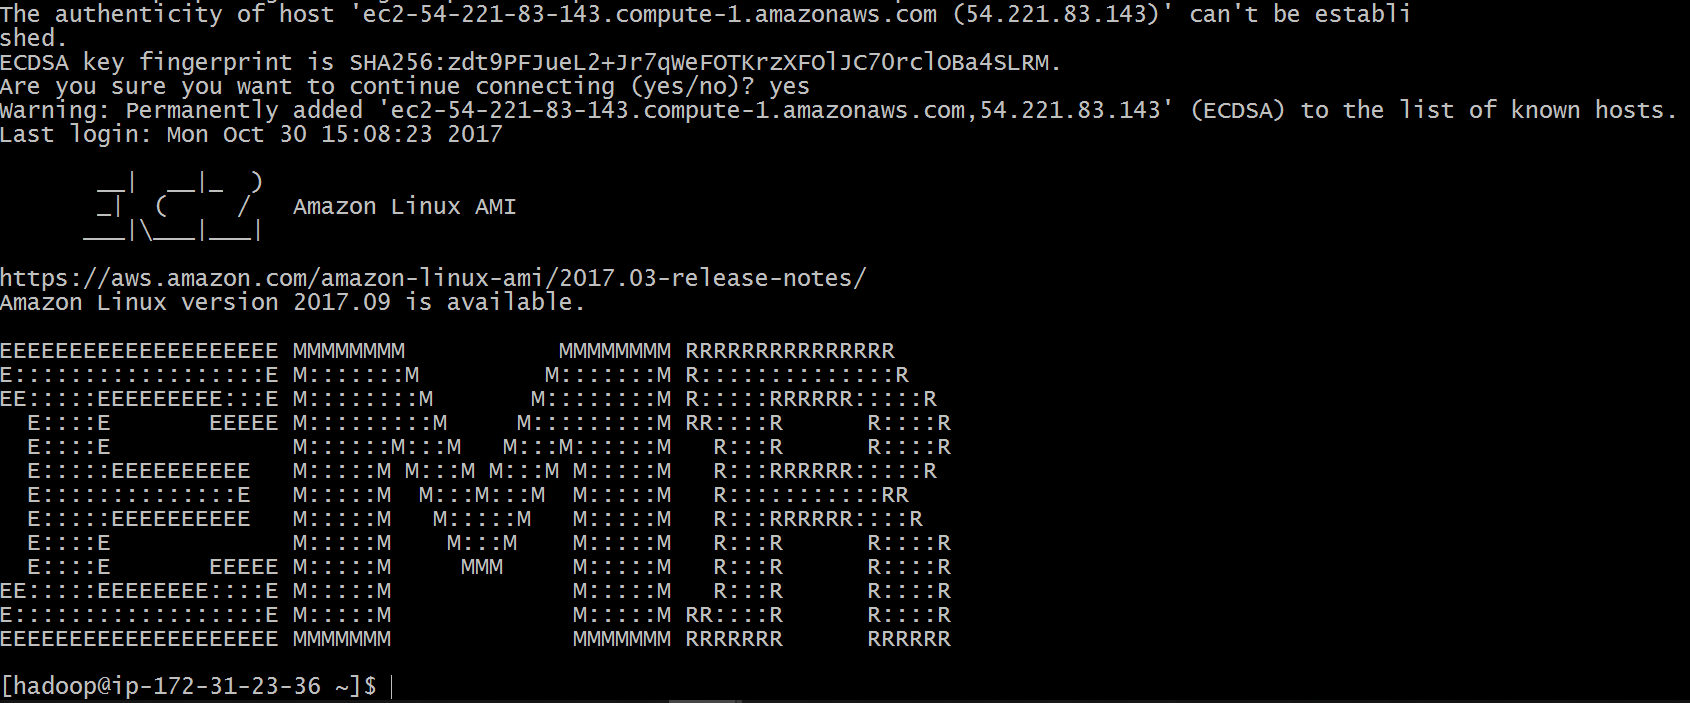 The authenticity of host 'ec2-54-221-83-143.compute-1.amazonaws.com (54.221.83.143)' can't be establi
shed.
ECDSA key fingerprint is SHA256:zdt9PFJueL2+Jr7qWeFOTKrzXFOlJC7OrclOBa4SLRM.
Are you sure you want to continue connecting (yes/no)? yes
Warning: Permanently added 'ec2-54-221-83-143.compute-1.amazonaws.com,54.221.83.143' (ECDSA) to the list of known hosts.
Last login: Mon Oct 30 15:08:23 2017

       __|  __|_  )
       _|  (     /   Amazon Linux AMI
      ___|\___|___|

https://aws.amazon.com/amazon-linux-ami/2017.03-release-notes/
Amazon Linux version 2017.09 is available.

EEEEEEEEEEEEEEEEEEEE MMMMMMMM           MMMMMMMM RRRRRRRRRRRRRRR
E::::::::::::::::::E M:::::::M         M:::::::M R::::::::::::::R
EE:::::EEEEEEEEE:::E M::::::::M       M::::::::M R:::::RRRRRR:::::R
  E::::E       EEEEE M:::::::::M     M:::::::::M RR::::R      R::::R
  E::::E             M::::::M:::M   M:::M::::::M   R:::R      R::::R
  E:::::EEEEEEEEEE   M:::::M M:::M M:::M M:::::M   R:::RRRRRR:::::R
  E::::::::::::::E   M:::::M  M:::M:::M  M:::::M   R:::::::::::RR
  E:::::EEEEEEEEEE   M:::::M   M:::::M   M:::::M   R:::RRRRRR::::R
  E::::E             M:::::M    M:::M    M:::::M   R:::R      R::::R
  E::::E       EEEEE M:::::M     MMM     M:::::M   R:::R      R::::R
EE:::::EEEEEEEE::::E M:::::M             M:::::M   R:::R      R::::R
E::::::::::::::::::E M:::::M             M:::::M RR::::R      R::::R
EEEEEEEEEEEEEEEEEEEE MMMMMMM             MMMMMMM RRRRRRR      RRRRRR

[hadoop@ip-172-31-23-36 ~]$